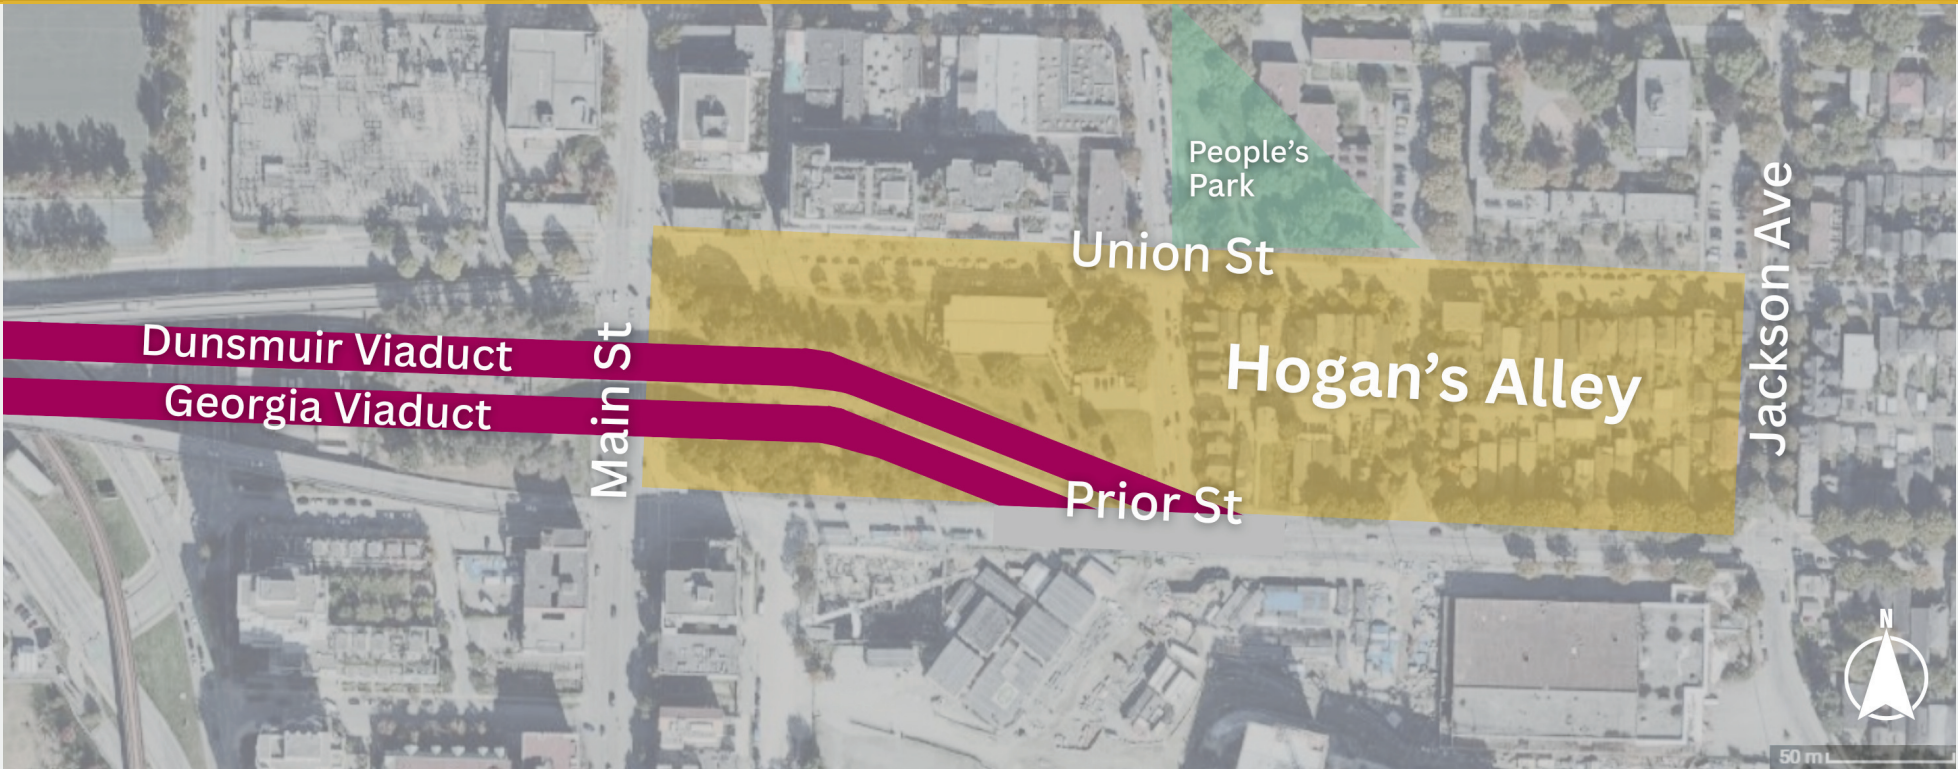 People's
Park
Union St
Dunsmuir Viaduct
Georgia Viaduct
Main St
Hogan's Alley
Jackson Ave
Prior St
N
50 m